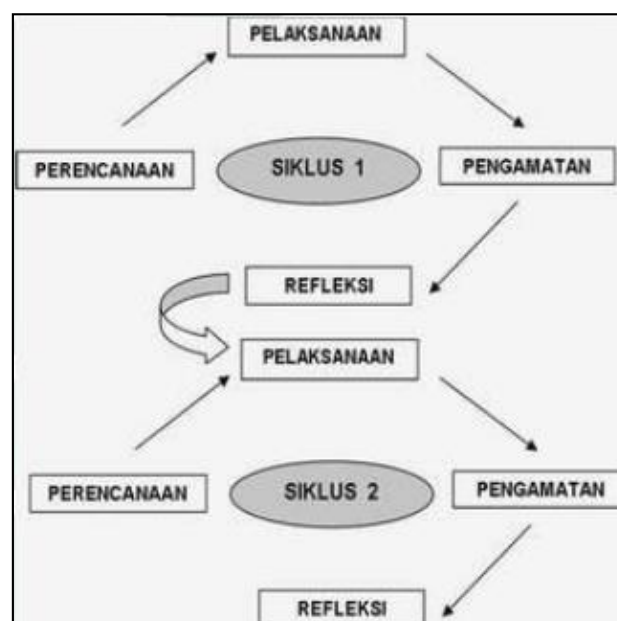 PELAKSANAAN
PERENCANAAN
SIKLUS 1
PENGAMATAN
REFLEKSI
PELAKSANAAN
PERENCANAAN
SIKLUS 2
PENGAMATAN
REFLEKSI